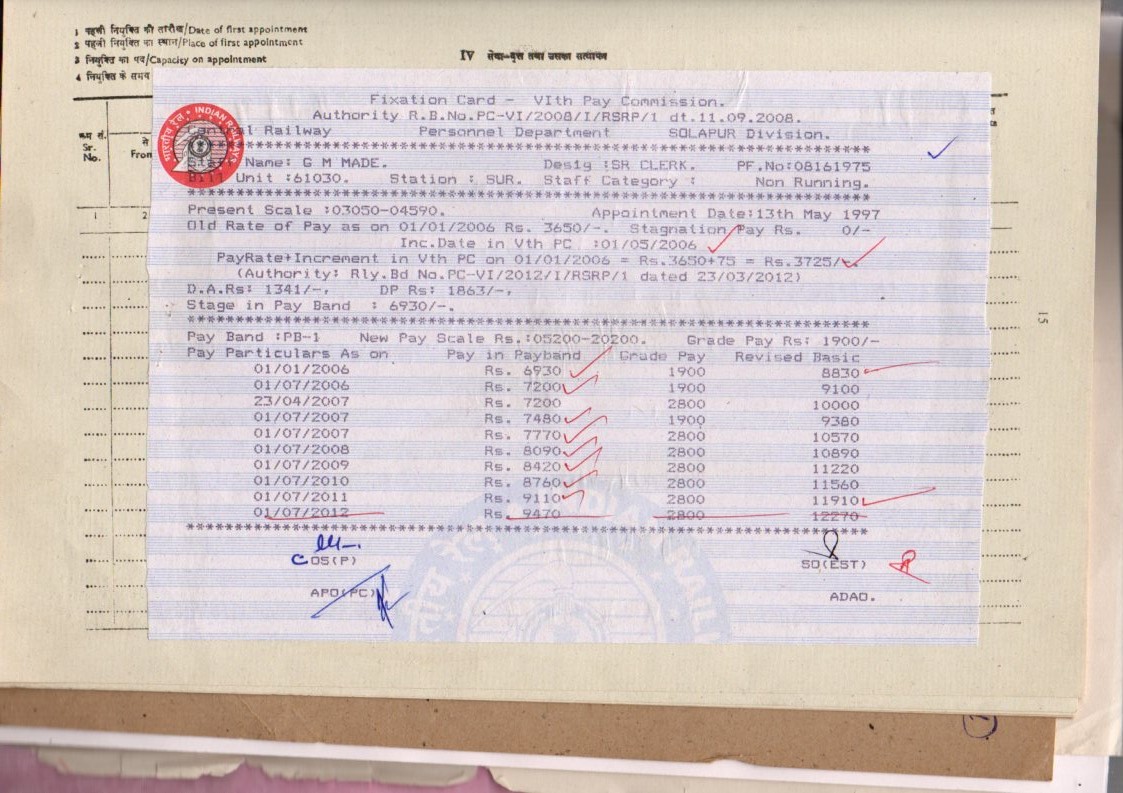 1 पहली नियुक्ति की तारीख/Date of first appointment
2 पहली नियुक्ति का स्थान/Place of first appointment
3 नियुक्ति का पद/Capacity on appointment
4 नियुक्ति के समय
IV सेवा-वृत्त तथा उसका सत्यापन
क्रम सं.
Sr.
No.
से
From
1 2
Fixation Card - VIth Pay Commission.
Authority R.B.No.PC-VI/2008/I/RSRP/1 dt.11.09.2008.
Central Railway Personnel Department SOLAPUR Division.
भारतीय रेल INDIAN RAILWAYS
Name: G M MADE. Desig :SR CLERK. PF.No:08161975
Bill Unit :61030. Station : SUR. Staff Category : Non Running.
Present Scale :03050-04590. Appointment Date:13th May 1997
Old Rate of Pay as on 01/01/2006 Rs. 3650/-. Stagnation Pay Rs. 0/-
Inc.Date in Vth PC :01/05/2006
PayRate+Increment in Vth PC on 01/01/2006 = Rs.3650+75 = Rs.3725/-.
(Authority: Rly.Bd No.PC-VI/2012/I/RSRP/1 dated 23/03/2012)
D.A.Rs: 1341/-, DP Rs: 1863/-,
Stage in Pay Band : 6930/-.
Pay Band :PB-1 New Pay Scale Rs.:05200-20200. Grade Pay Rs: 1900/-
Pay Particulars As on Pay in Payband Grade Pay Revised Basic
01/01/2006 Rs. 6930 1900 8830
01/07/2006 Rs. 7200 1900 9100
23/04/2007 Rs. 7200 2800 10000
01/07/2007 Rs. 7480 1900 9380
01/07/2007 Rs. 7770 2800 10570
01/07/2008 Rs. 8090 2800 10890
01/07/2009 Rs. 8420 2800 11220
01/07/2010 Rs. 8760 2800 11560
01/07/2011 Rs. 9110 2800 11910
01/07/2012 Rs. 9470 2800 12270
COS(P) SO(EST)
APO(PC) ADAO.
15